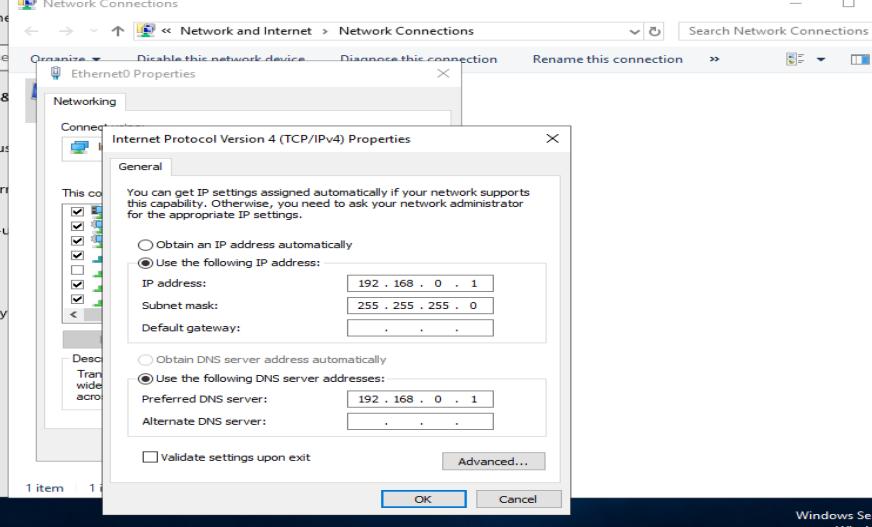 Network Connections
« Network and Internet > Network Connections
Search Network Connections
Organize
Disable this network device
Diagnose this connection
Rename this connection
»
Ethernet0 Properties
Networking
Connect using:
This co
Desc
Tran
wide
acro
Internet Protocol Version 4 (TCP/IPv4) Properties
General
You can get IP settings assigned automatically if your network supports
this capability. Otherwise, you need to ask your network administrator
for the appropriate IP settings.
Obtain an IP address automatically
Use the following IP address:
IP address: 192 . 168 . 0 . 1
Subnet mask: 255 . 255 . 255 . 0
Default gateway: . . .
Obtain DNS server address automatically
Use the following DNS server addresses:
Preferred DNS server: 192 . 168 . 0 . 1
Alternate DNS server: . . .
Validate settings upon exit
Advanced...
OK
Cancel
1 item
1 i
Windows Se